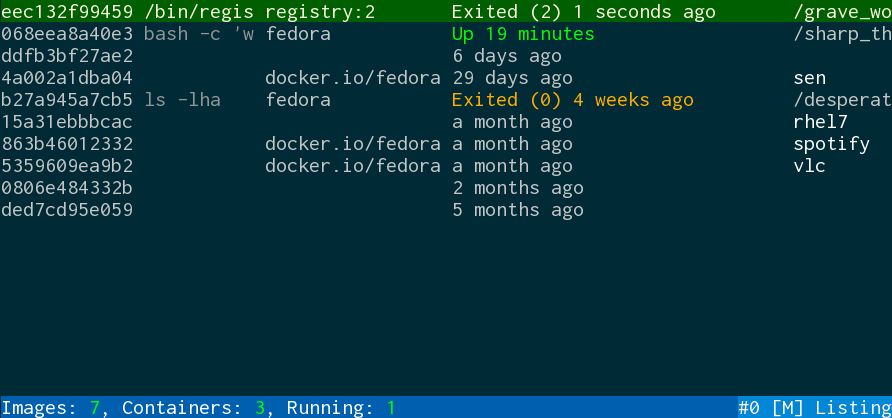 eec132f99459 /bin/regis registry:2 Exited (2) 1 seconds ago /grave_wo
068eea8a40e3 bash -c 'w fedora Up 19 minutes /sharp_th
ddfb3bf27ae2 6 days ago
4a002a1dba04 docker.io/fedora 29 days ago sen
b27a945a7cb5 ls -lha fedora Exited (0) 4 weeks ago /desperat
15a31ebbbcac a month ago rhel7
863b46012332 docker.io/fedora a month ago spotify
5359609ea9b2 docker.io/fedora a month ago vlc
0806e484332b 2 months ago
ded7cd95e059 5 months ago
Images: 7, Containers: 3, Running: 1 #0 [M] Listing